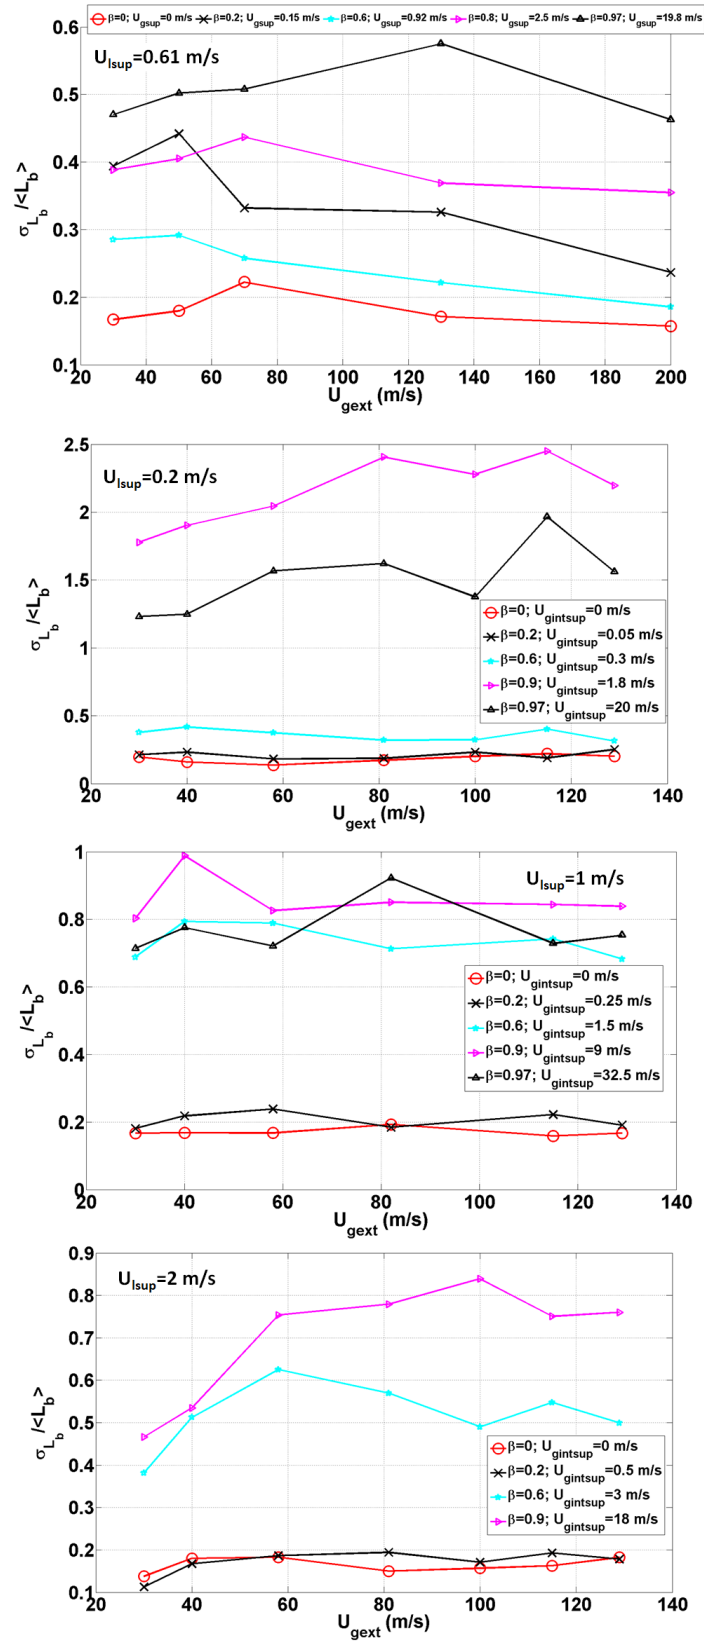 β=0; U_gsup=0 m/s β=0.2; U_gsup=0.15 m/s β=0.6; U_gsup=0.92 m/s β=0.8; U_gsup=2.5 m/s β=0.97; U_gsup=19.8 m/s
U_lsup=0.61 m/s
0.6
0.5
0.4
0.3
0.2
0.1
σ_L_b /<L_b>
20 40 60 80 100 120 140 160 180 200
U_gext (m/s)
2.5
2
1.5
1
0.5
0
U_lsup=0.2 m/s
σ_L_b /<L_b>
β=0; U_gintsup=0 m/s
β=0.2; U_gintsup=0.05 m/s
β=0.6; U_gintsup=0.3 m/s
β=0.9; U_gintsup=1.8 m/s
β=0.97; U_gintsup=20 m/s
20 40 60 80 100 120 140
U_gext (m/s)
1
0.8
0.6
0.4
0.2
0
U_lsup=1 m/s
σ_L_b /<L_b>
β=0; U_gintsup=0 m/s
β=0.2; U_gintsup=0.25 m/s
β=0.6; U_gintsup=1.5 m/s
β=0.9; U_gintsup=9 m/s
β=0.97; U_gintsup=32.5 m/s
20 40 60 80 100 120 140
U_gext (m/s)
0.9
0.8
0.7
0.6
0.5
0.4
0.3
0.2
0.1
U_lsup=2 m/s
σ_L_b /<L_b>
β=0; U_gintsup=0 m/s
β=0.2; U_gintsup=0.5 m/s
β=0.6; U_gintsup=3 m/s
β=0.9; U_gintsup=18 m/s
20 40 60 80 100 120 140
U_gext (m/s)